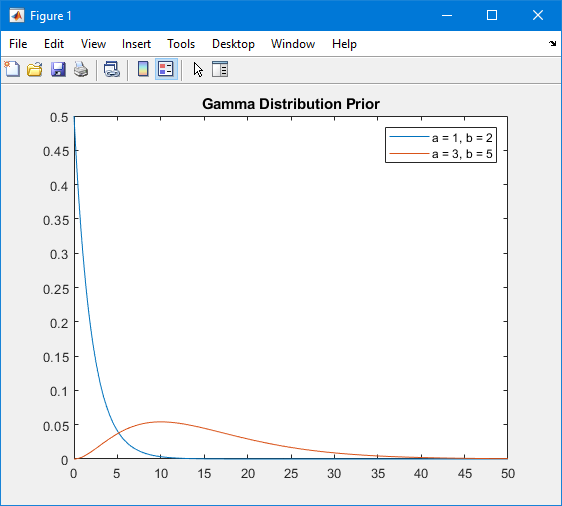 Figure 1
File Edit View Insert Tools Desktop Window Help
Gamma Distribution Prior
0.5
0.45
0.4
0.35
0.3
0.25
0.2
0.15
0.1
0.05
0
a = 1, b = 2
a = 3, b = 5
0 5 10 15 20 25 30 35 40 45 50